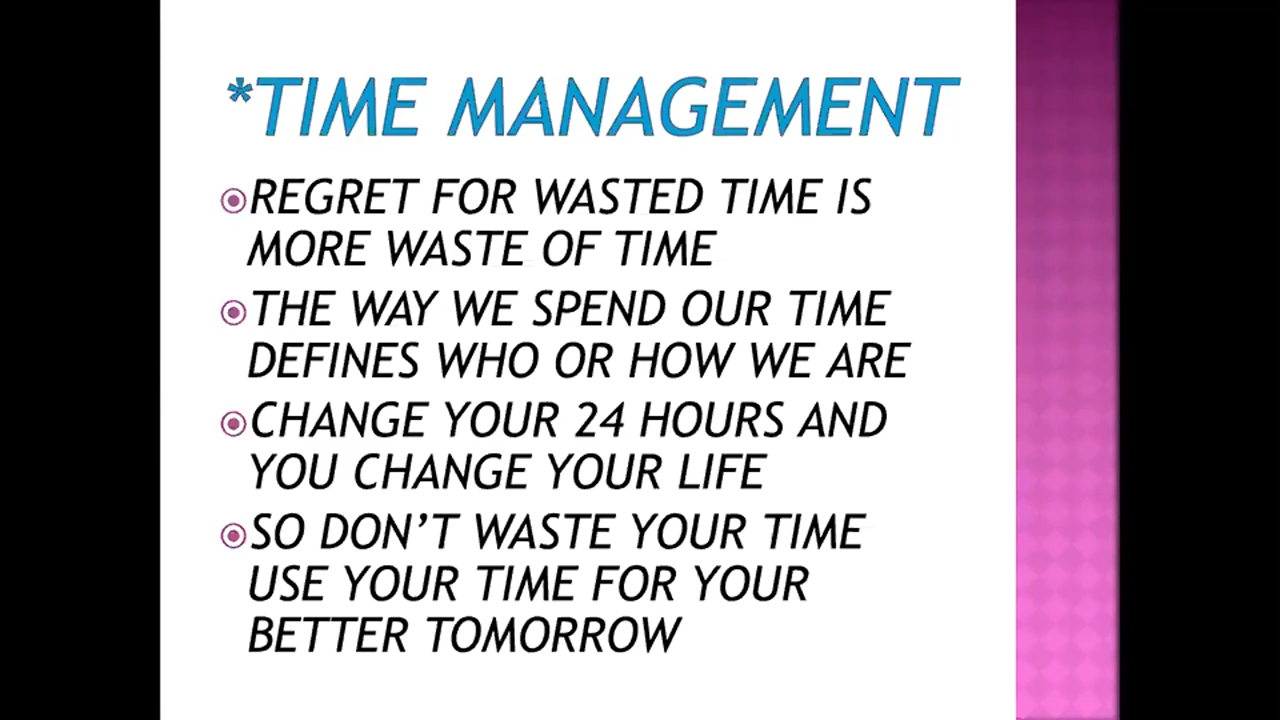 *TIME MANAGEMENT
REGRET FOR WASTED TIME IS
MORE WASTE OF TIME
THE WAY WE SPEND OUR TIME
DEFINES WHO OR HOW WE ARE
CHANGE YOUR 24 HOURS AND
YOU CHANGE YOUR LIFE
SO DON’T WASTE YOUR TIME
USE YOUR TIME FOR YOUR
BETTER TOMORROW